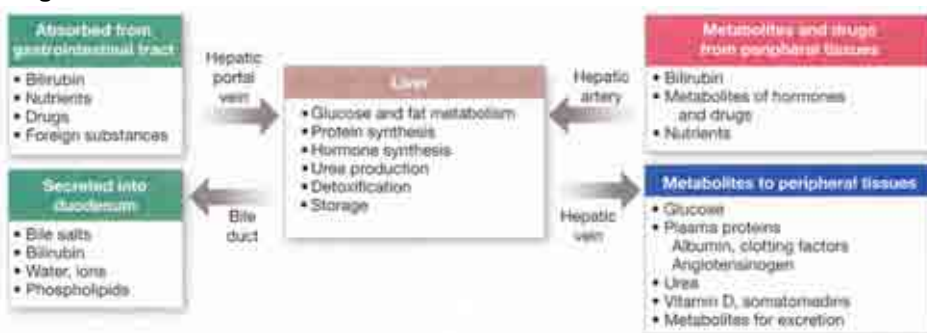 Absorbed from
gastrointestinal tract
• Bilirubin
• Nutrients
• Drugs
• Foreign substances
Hepatic
portal
vein
Liver
• Glucose and fat metabolism
• Protein synthesis
• Hormone synthesis
• Urea production
• Detoxification
• Storage
Hepatic
artery
Metabolites and drugs
from peripheral tissues
• Bilirubin
• Metabolites of hormones
and drugs
• Nutrients
Secreted into
duodenum
• Bile salts
• Bilirubin
• Water, ions
• Phospholipids
Bile
duct
Hepatic
vein
Metabolites to peripheral tissues
• Glucose
• Plasma proteins
Albumin, clotting factors
Angiotensinogen
• Urea
• Vitamin D, somatomedins
• Metabolites for excretion